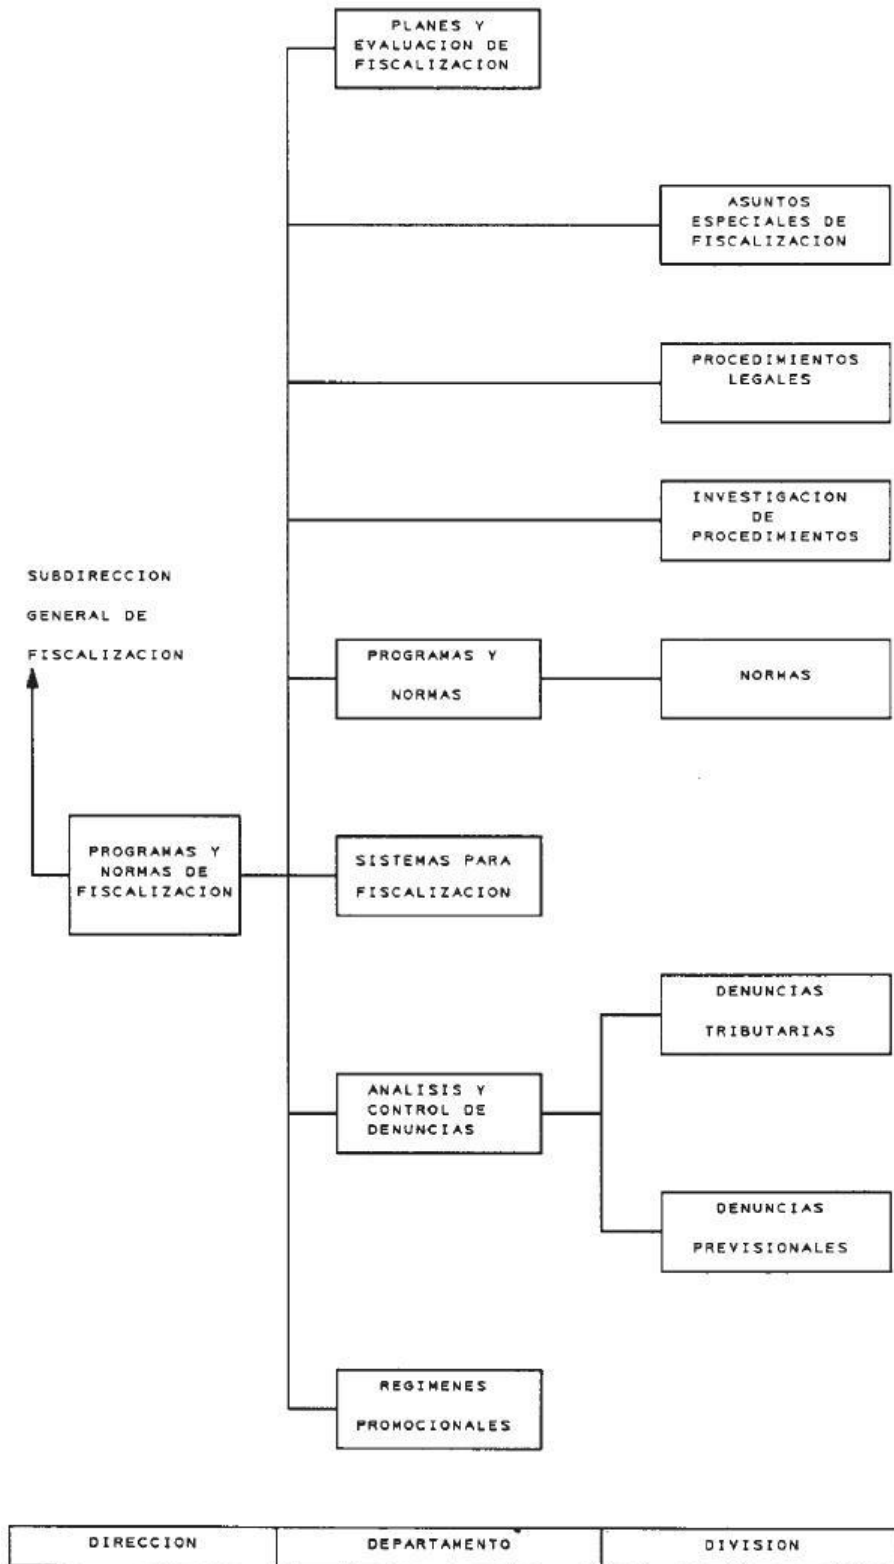 PLANES Y
EVALUACION DE
FISCALIZACION
ASUNTOS
ESPECIALES DE
FISCALIZACION
PROCEDIMIENTOS
LEGALES
INVESTIGACION
DE
PROCEDIMIENTOS
SUBDIRECCION
GENERAL DE
FISCALIZACION
PROGRAMAS Y
NORMAS
NORMAS
PROGRAMAS Y
NORMAS DE
FISCALIZACION
SISTEMAS PARA
FISCALIZACION
DENUNCIAS
TRIBUTARIAS
ANALISIS Y
CONTROL DE
DENUNCIAS
DENUNCIAS
PREVISIONALES
REGIMENES
PROMOCIONALES
DIRECCION DEPARTAMENTO DIVISION